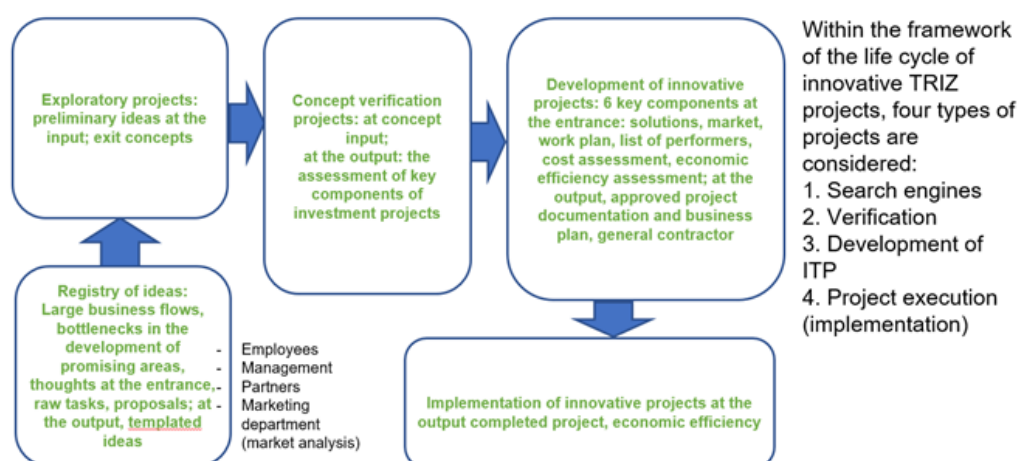 Exploratory projects:
preliminary ideas at the
input; exit concepts
Concept verification
projects: at concept
input;
at the output: the
assessment of key
components of
investment projects
Development of innovative
projects: 6 key components at
the entrance: solutions, market,
work plan, list of performers,
cost assessment, economic
efficiency assessment; at the
output, approved project
documentation and business
plan, general contractor
Within the framework
of the life cycle of
innovative TRIZ
projects, four types of
projects are
considered:
1. Search engines
2. Verification
3. Development of
ITP
4. Project execution
(implementation)
Registry of ideas:
Large business flows,
bottlenecks in the
development of
promising areas,
thoughts at the entrance,
raw tasks, proposals; at
the output, templated
ideas
- Employees
- Management
- Partners
- Marketing
department
(market analysis)
Implementation of innovative projects at the
output completed project, economic efficiency